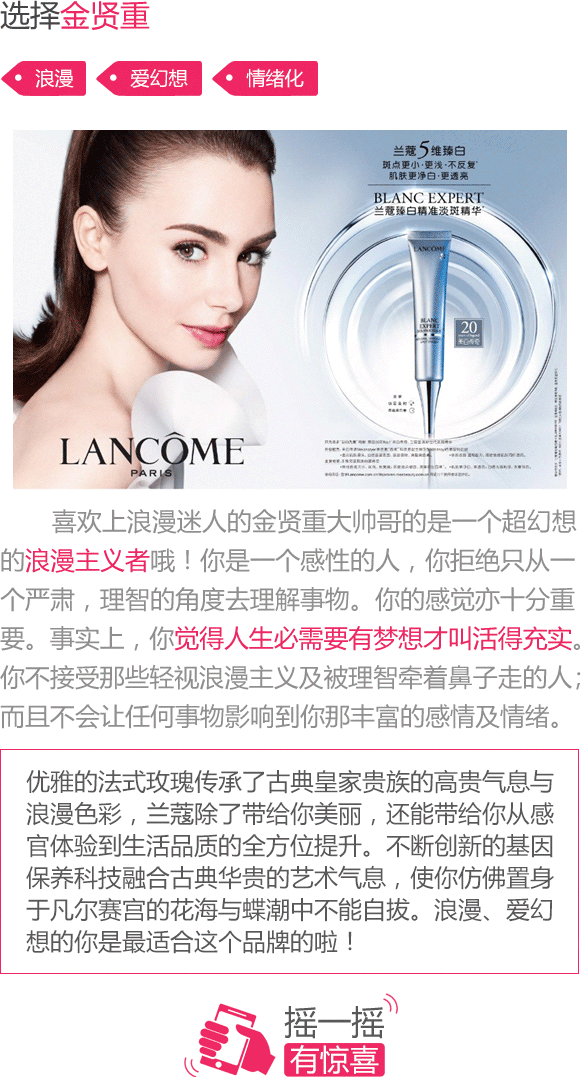 选择金贤重
浪漫
爱幻想
情绪化
兰蔻5维臻白
斑点更小·更浅·不反复
肌肤更净白·更透亮
BLANC EXPERT
兰蔻臻白精准淡斑精华
LANCÔME
BLANC
EXPERT
20
LANCÔME
PARIS
喜欢上浪漫迷人的金贤重大帅哥的是一个超幻想
的浪漫主义者哦！你是一个感性的人，你拒绝只从一
个严肃，理智的角度去理解事物。你的感觉亦十分重
要。事实上，你觉得人生必需要有梦想才叫活得充实。
你不接受那些轻视浪漫主义及被理智牵着鼻子走的人；
而且不会让任何事物影响到你那丰富的感情及情绪。
优雅的法式玫瑰传承了古典皇家贵族的高贵气息与
浪漫色彩，兰蔻除了带给你美丽，还能带给你从感
官体验到生活品质的全方位提升。不断创新的基因
保养科技融合古典华贵的艺术气息，使你仿佛置身
于凡尔赛宫的花海与蝶潮中不能自拔。浪漫、爱幻
想的你是最适合这个品牌的啦！
摇一摇
有惊喜